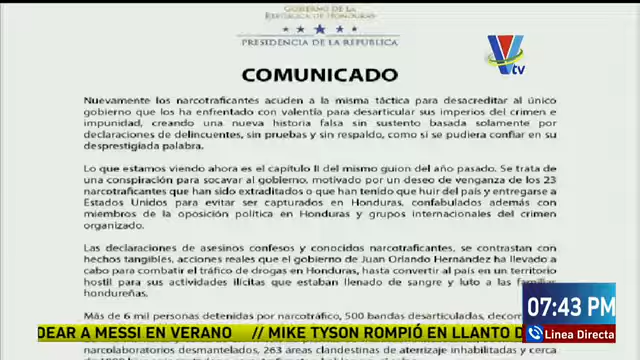 GOBIERNO DE LA
REPÚBLICA DE HONDURAS
PRESIDENCIA DE LA REPÚBLICA
V tv
COMUNICADO
Nuevamente los narcotraficantes acuden a la misma táctica para desacreditar al único
gobierno que los ha enfrentado con valentía para desarticular sus imperios del crimen e
impunidad, creando una nueva historia falsa sin sustento basada solamente por
declaraciones de delincuentes, sin pruebas y sin respaldo, como si se pudiera confiar en su
desprestigiada palabra.
Lo que estamos viendo ahora es el capítulo II del mismo guion del año pasado. Se trata de
una conspiración para socavar al gobierno, motivado por un deseo de venganza de los 23
narcotraficantes que han sido extraditados o que han tenido que huir del país y entregarse a
Estados Unidos para evitar ser capturados en Honduras, confabulados además con
miembros de la oposición política en Honduras y grupos internacionales del crimen
organizado.
Las declaraciones de asesinos confesos y conocidos narcotraficantes, se contrastan con
hechos tangibles, acciones reales que el gobierno de Juan Orlando Hernández ha llevado a
cabo para combatir el tráfico de drogas en Honduras, hasta convertir al país en un territorio
hostil para sus actividades ilícitas que estaban llenado de sangre y luto a las familias
hondureñas.
Más de 6 mil personas detenidas por narcotráfico, 500 bandas desarticuladas,
07:43 PM
DEAR A MESSI EN VERANO // MIKE TYSON ROMPIÓ EN LLANTO D
Linea Directa
narcolaboratorios desmantelados, 263 áreas clandestinas de aterrizaje inhabilitadas y cerca